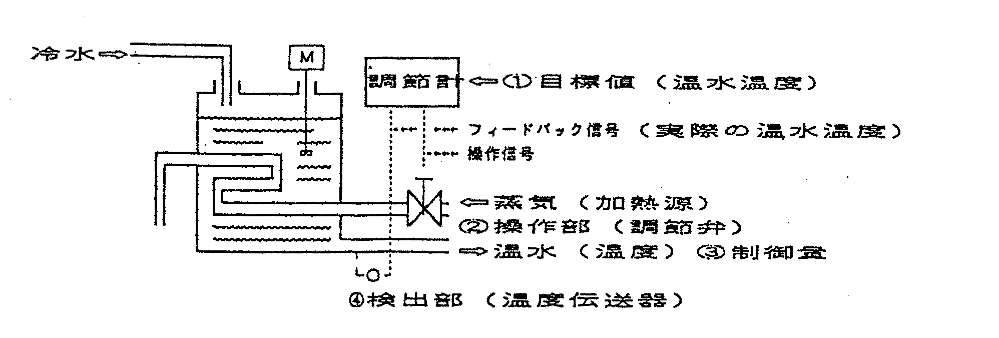 冷水⇨
M
調節計 ⇦①目標値（温水温度）
フィードバック信号（実際の温水温度）
操作信号
⇦蒸気（加熱源）
②操作部（調節弁）
⇨温水（温度）③制御量
④検出部（温度伝送器）